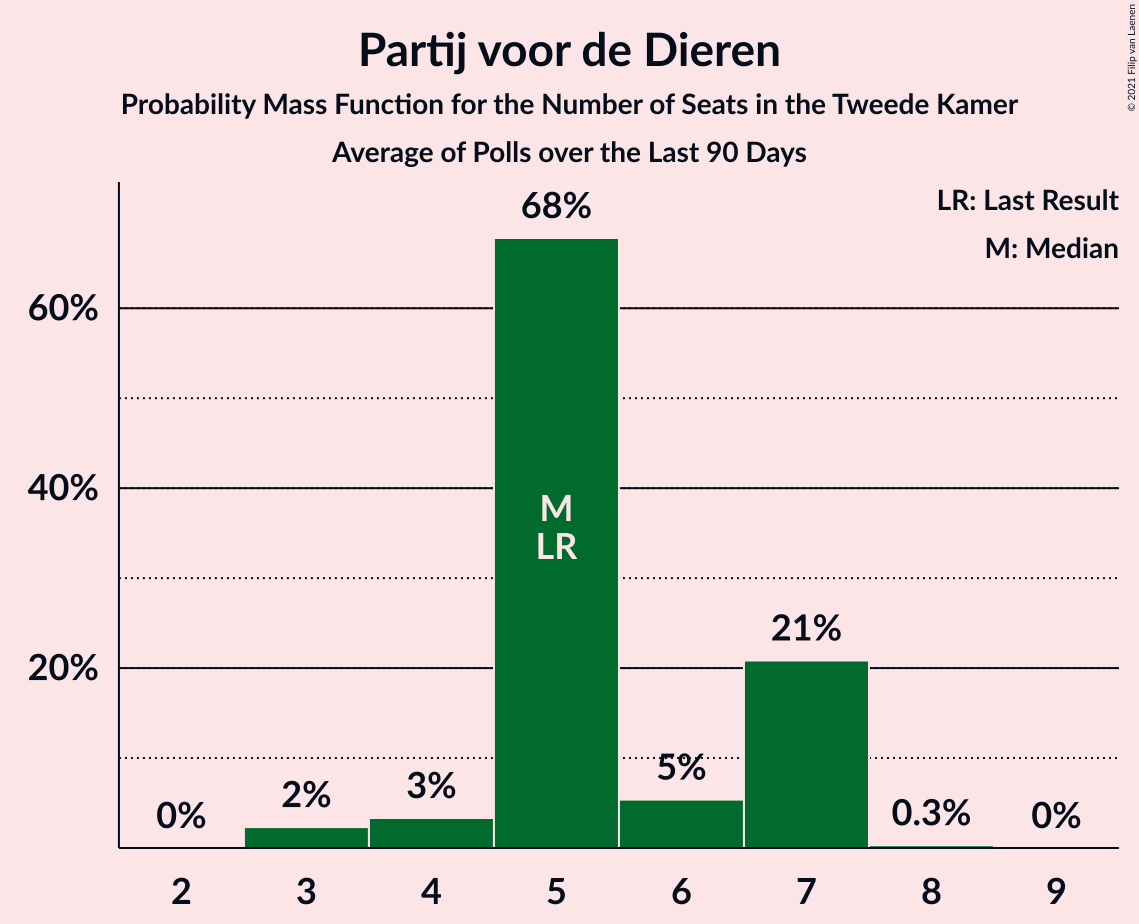 Partij voor de Dieren
Probability Mass Function for the Number of Seats in the Tweede Kamer
Average of Polls over the Last 90 Days
© 2021 Filip van Laenen
LR: Last Result
M: Median
60%
40%
20%
0%
2%
3%
68%
M
LR
5%
21%
0.3%
0%
2 3 4 5 6 7 8 9